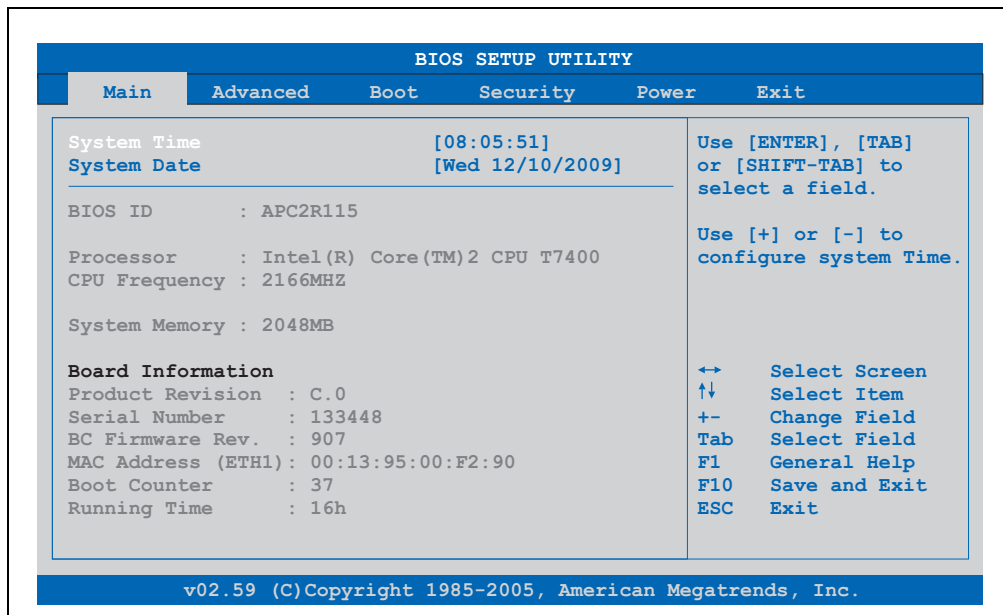 BIOS SETUP UTILITY
Main Advanced Boot Security Power Exit
System Time [08:05:51]
System Date [Wed 12/10/2009]
BIOS ID : APC2R115
Processor : Intel(R) Core(TM)2 CPU T7400
CPU Frequency : 2166MHZ
System Memory : 2048MB
Board Information
Product Revision : C.0
Serial Number : 133448
BC Firmware Rev. : 907
MAC Address (ETH1): 00:13:95:00:F2:90
Boot Counter : 37
Running Time : 16h
Use [ENTER], [TAB]
or [SHIFT-TAB] to
select a field.
Use [+] or [-] to
configure system Time.
↔ Select Screen
↑↓ Select Item
+- Change Field
Tab Select Field
F1 General Help
F10 Save and Exit
ESC Exit
v02.59 (C)Copyright 1985-2005, American Megatrends, Inc.